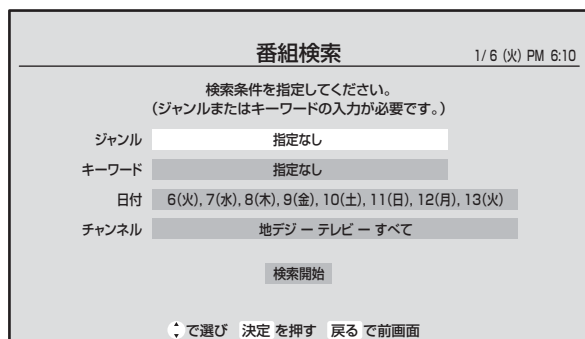 番組検索 1/ 6 (火) PM 6:10
検索条件を指定してください。
(ジャンルまたはキーワードの入力が必要です。)
ジャンル 指定なし
キーワード 指定なし
日付 6(火), 7(水), 8(木), 9(金), 10(土), 11(日), 12(月), 13(火)
チャンネル 地デジ ー テレビ ー すべて
検索開始
で選び 決定 を押す 戻る で前画面